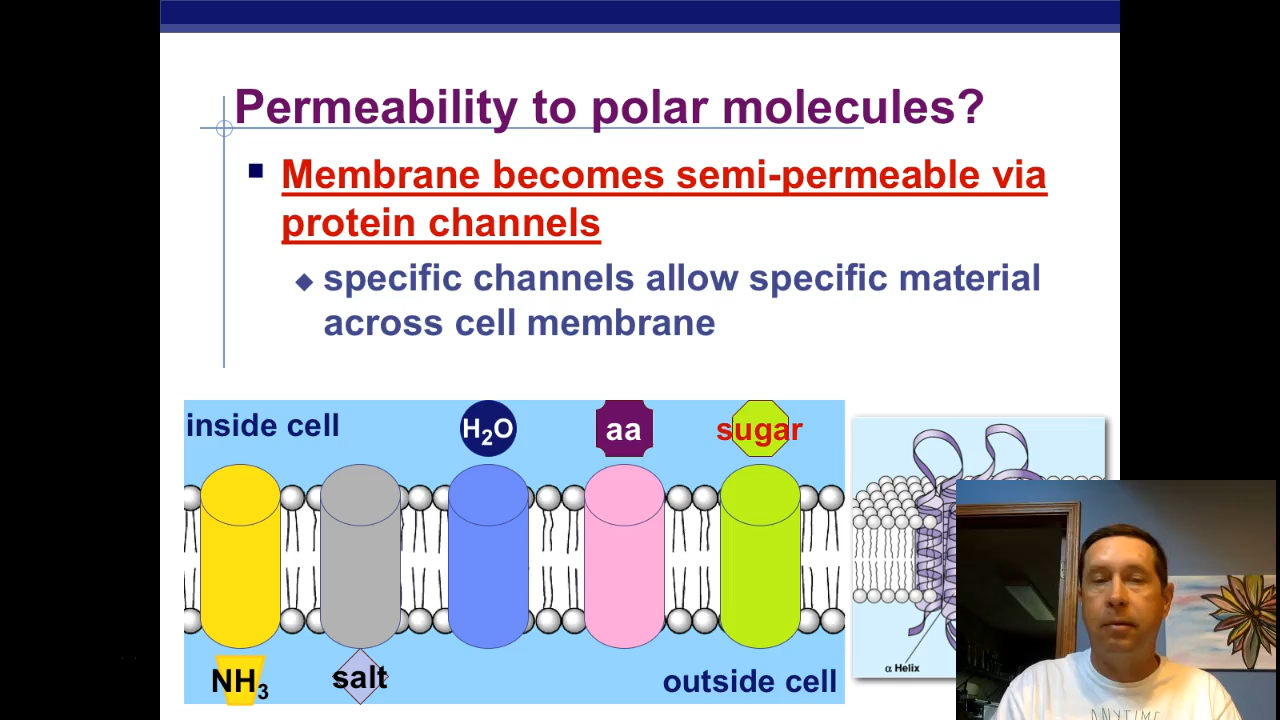 Permeability to polar molecules?
Membrane becomes semi-permeable via
protein channels
specific channels allow specific material
across cell membrane
inside cell
H₂O
aa
sugar
NH₃
salt
outside cell
α Helix
ANYTIME